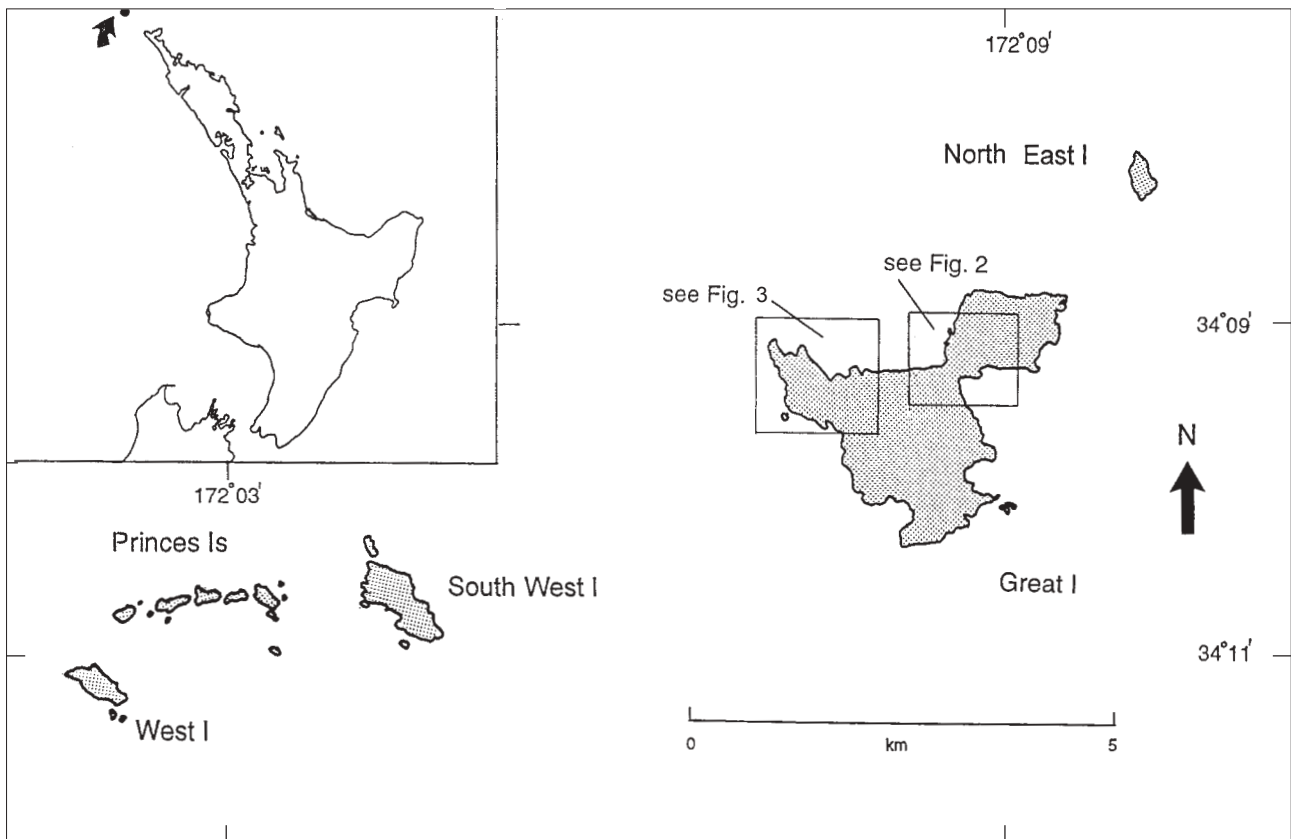 172°09'
North East I
see Fig. 2
see Fig. 3
34°09'
N
172°03'
Princes Is
South West I
Great I
34°11'
West I
0 km 5